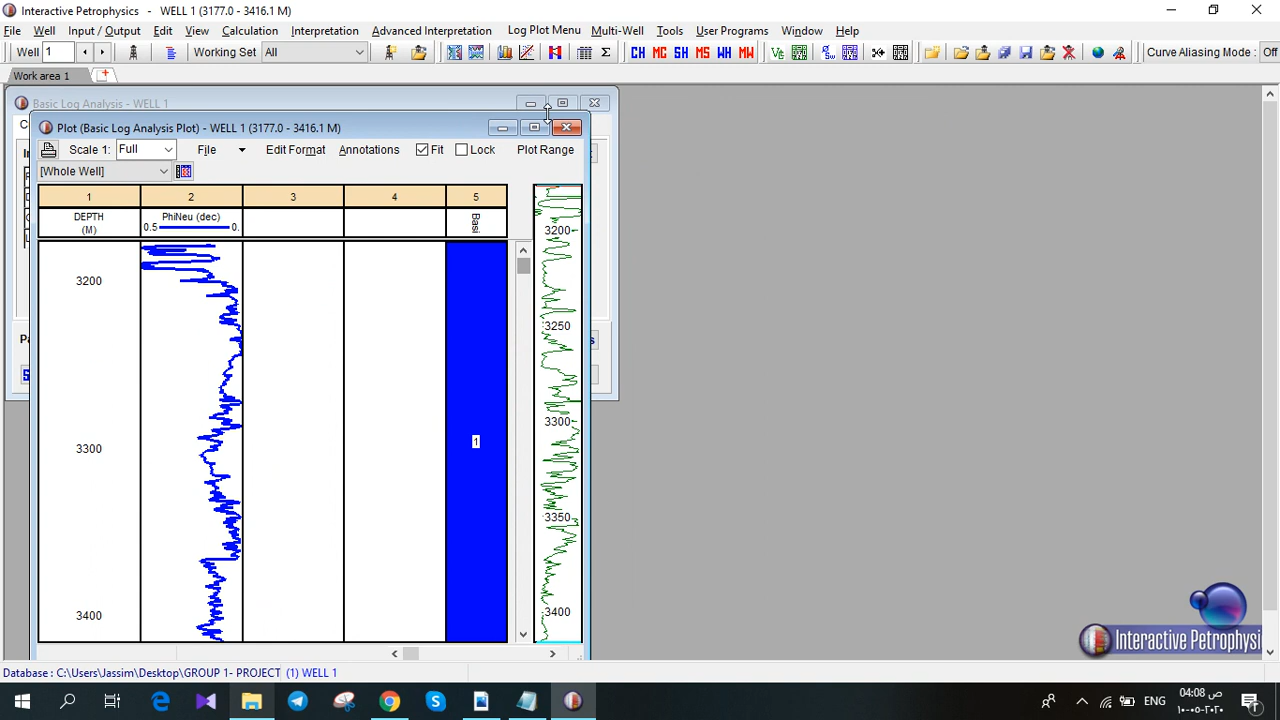 Interactive Petrophysics - WELL 1 (3177.0 - 3416.1 M)
File Well Input / Output Edit View Calculation Interpretation Advanced Interpretation Log Plot Menu Multi-Well Tools User Programs Window Help
Well 1 Working Set All CH MC SH MS WH MW Curve Aliasing Mode : Off
Work area 1
Basic Log Analysis - WELL 1
Plot (Basic Log Analysis Plot) - WELL 1 (3177.0 - 3416.1 M)
Scale 1: Full File Edit Format Annotations Fit Lock Plot Range
[Whole Well]
1 2 3 4 5
DEPTH (M) PhiNeu (dec) Basi
0.5 0.
3200
3300
3400
1
3200
3250
3300
3350
3400
Interactive Petrophysi
Database : C:\Users\Jassim\Desktop\GROUP 1- PROJECT (1) WELL 1
ENG 04:08 ص
١٠-٠٥-٢٠٢٠